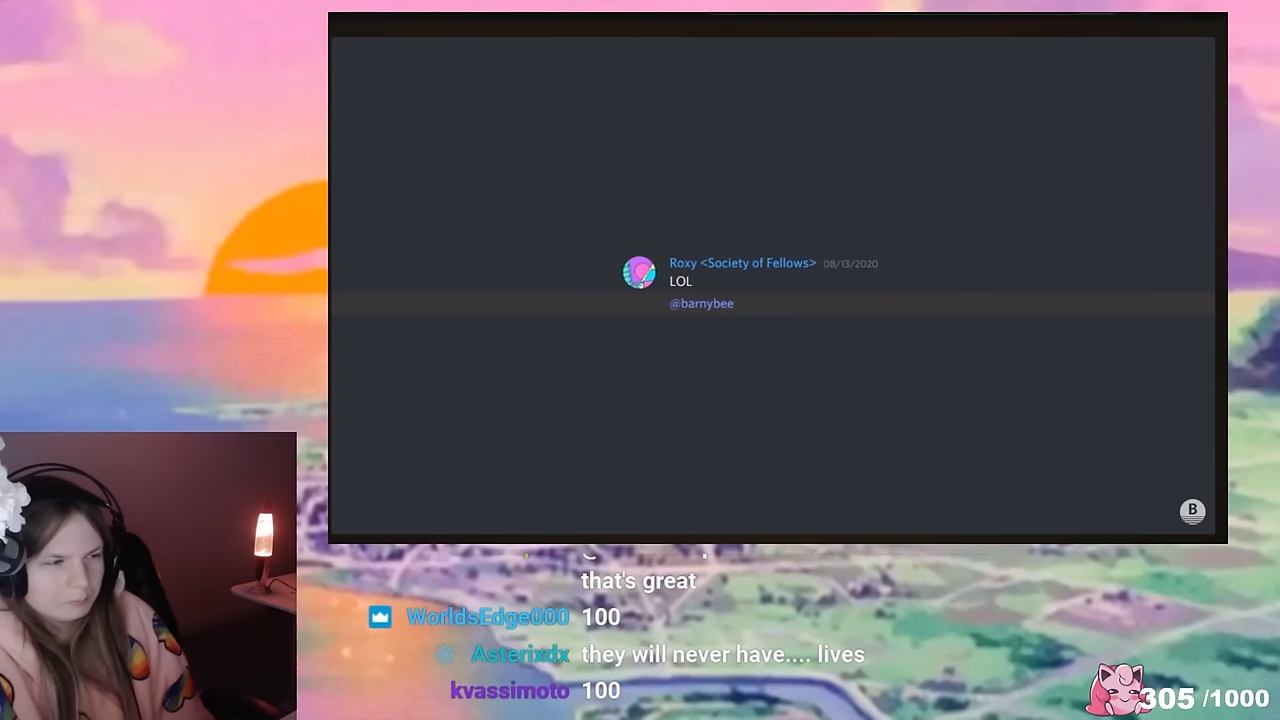 Roxy <Society of Fellows> 08/13/2020
LOL
@barnybee
B
that's great
WorldsEdge000 100
Asterixdx they will never have.... lives
kvassimoto 100
305 /1000